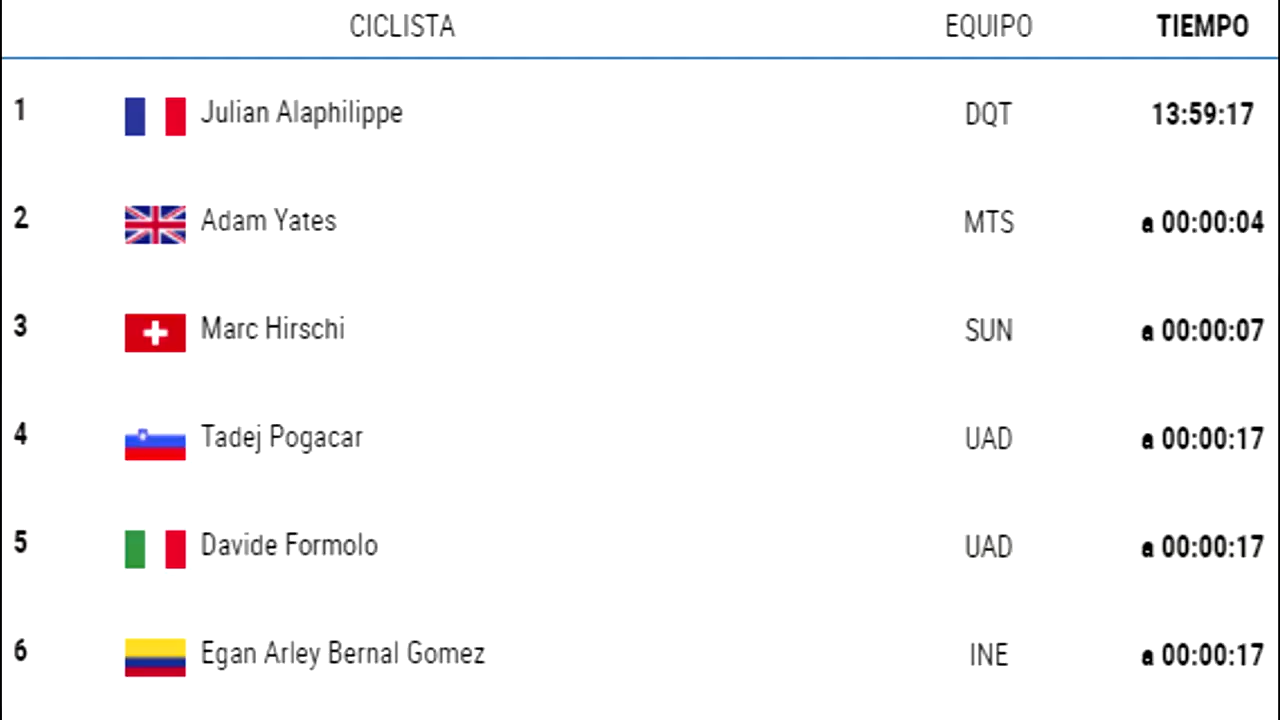 CICLISTA EQUIPO TIEMPO
1 Julian Alaphilippe DQT 13:59:17
2 Adam Yates MTS a 00:00:04
3 Marc Hirschi SUN a 00:00:07
4 Tadej Pogacar UAD a 00:00:17
5 Davide Formolo UAD a 00:00:17
6 Egan Arley Bernal Gomez INE a 00:00:17